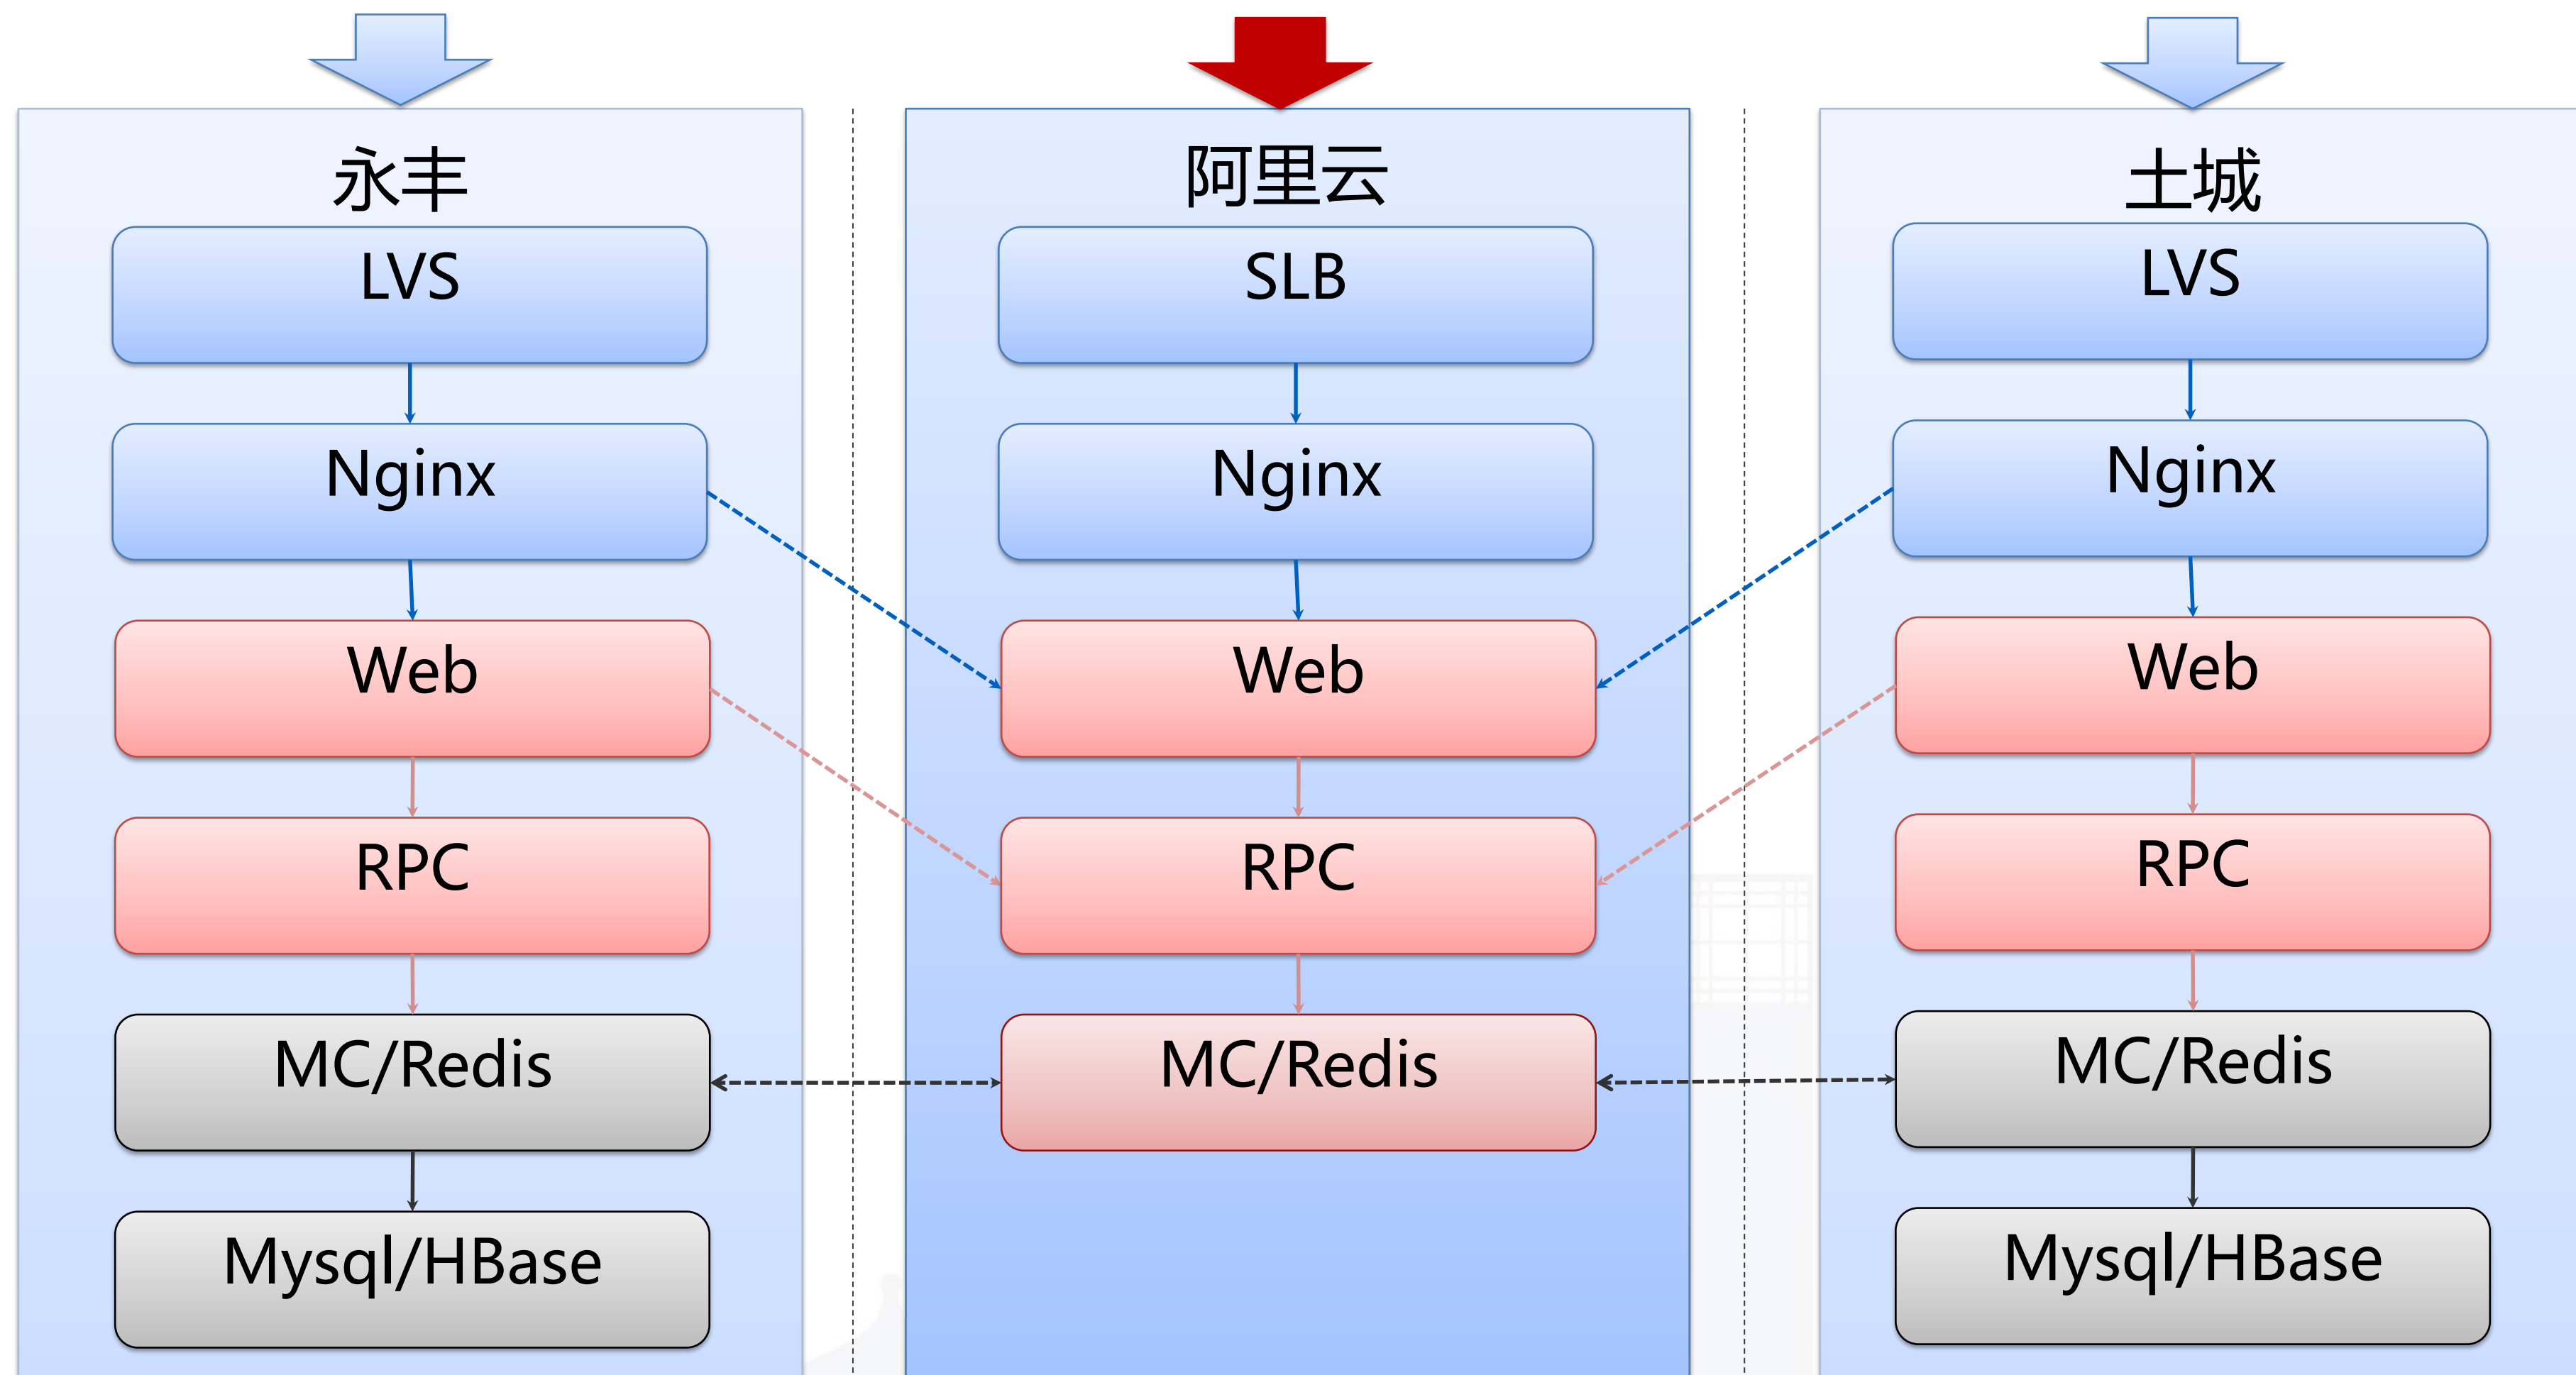 永丰
LVS
Nginx
Web
RPC
MC/Redis
Mysql/HBase
阿里云
SLB
Nginx
Web
RPC
MC/Redis
土城
LVS
Nginx
Web
RPC
MC/Redis
Mysql/HBase